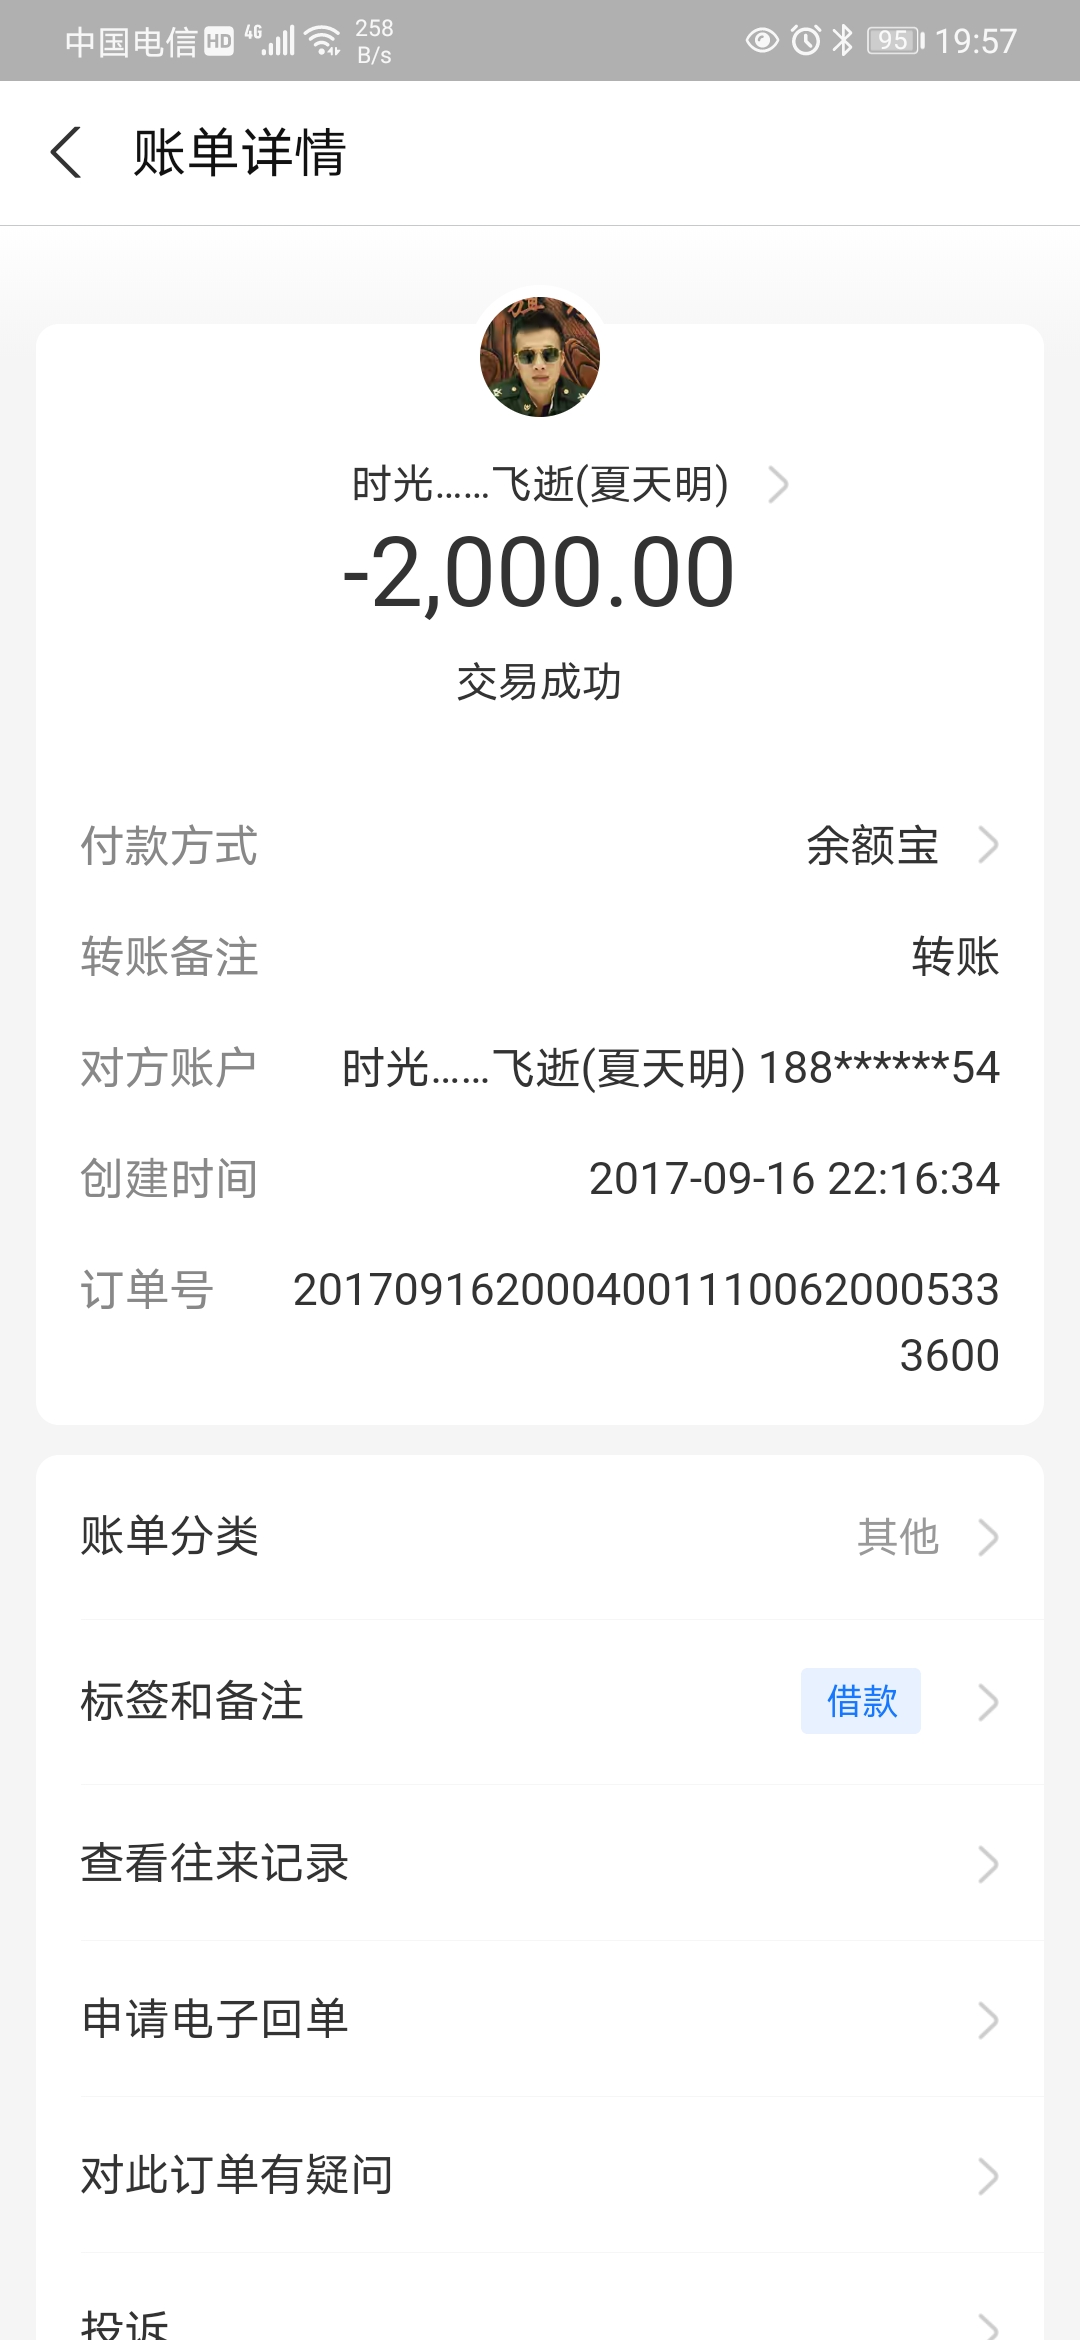 中国电信 HD 4G 258 B/s 95 19:57
账单详情
时光……飞逝(夏天明)
-2,000.00
交易成功
付款方式 余额宝
转账备注 转账
对方账户 时光……飞逝(夏天明) 188******54
创建时间 2017-09-16 22:16:34
订单号 2017091620004001110062000533
3600
账单分类 其他
标签和备注 借款
查看往来记录
申请电子回单
对此订单有疑问
投诉